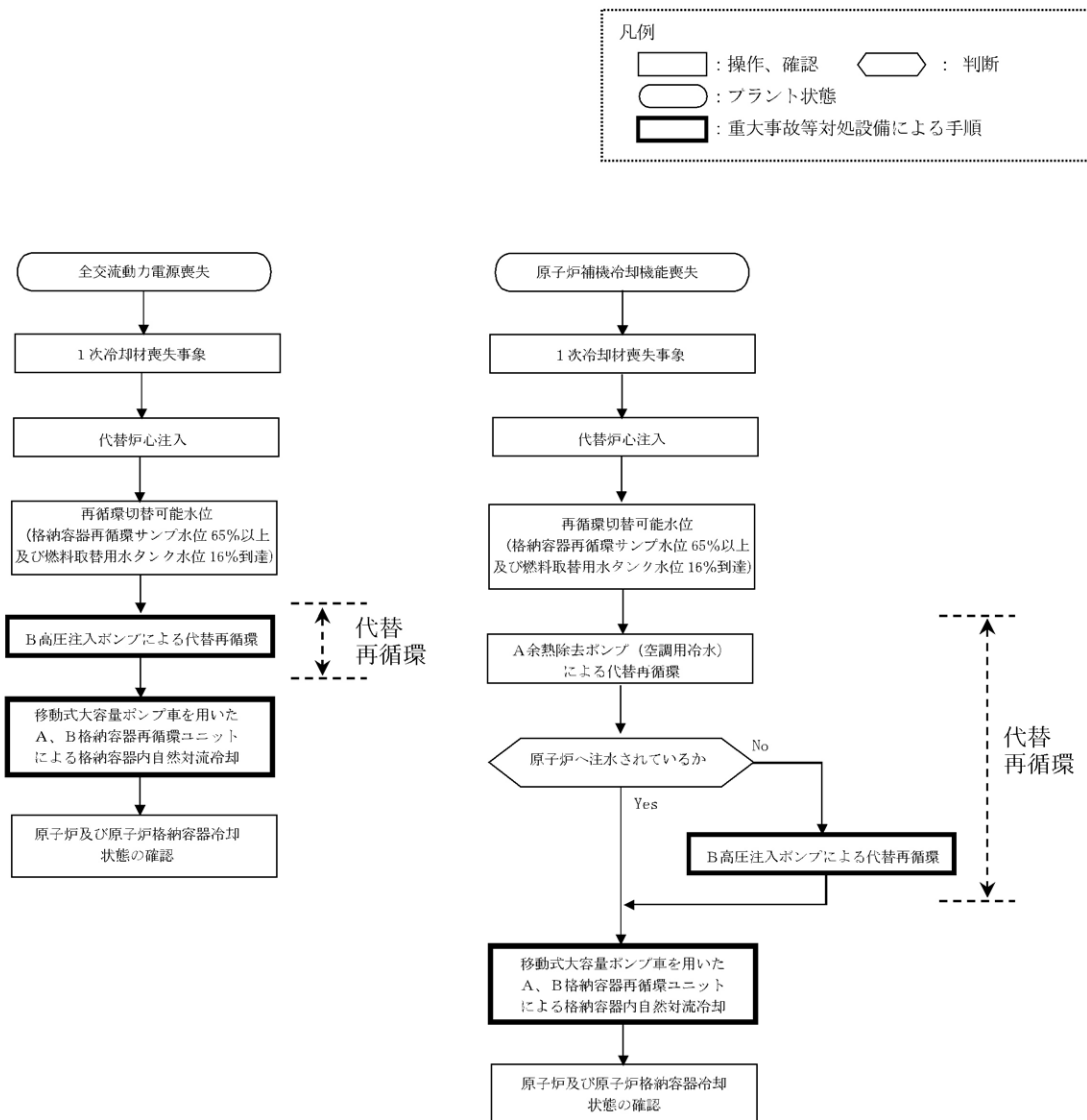 凡例
：操作、確認
： 判断
：プラント状態
：重大事故等対処設備による手順
全交流動力電源喪失
１次冷却材喪失事象
代替炉心注入
再循環切替可能水位
(格納容器再循環サンプ水位 65%以上
及び燃料取替用水タンク水位 16%到達)
Ｂ高圧注入ポンプによる代替再循環
代替
再循環
移動式大容量ポンプ車を用いた
Ａ、Ｂ格納容器再循環ユニット
による格納容器内自然対流冷却
原子炉及び原子炉格納容器冷却
状態の確認
原子炉補機冷却機能喪失
１次冷却材喪失事象
代替炉心注入
再循環切替可能水位
(格納容器再循環サンプ水位 65%以上
及び燃料取替用水タンク水位 16%到達)
Ａ余熱除去ポンプ（空調用冷水）
による代替再循環
原子炉へ注水されているか
No
Yes
Ｂ高圧注入ポンプによる代替再循環
代替
再循環
移動式大容量ポンプ車を用いた
Ａ、Ｂ格納容器再循環ユニット
による格納容器内自然対流冷却
原子炉及び原子炉格納容器冷却
状態の確認